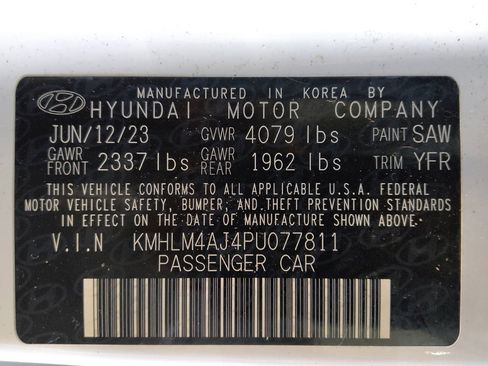 MANUFACTURED IN KOREA BY
HYUNDAI MOTOR COMPANY
JUN/12/23 GVWR 4079 lbs PAINT SAW
GAWR FRONT 2337 lbs GAWR REAR 1962 lbs TRIM YFR
THIS VEHICLE CONFORMS TO ALL APPLICABLE U.S.A. FEDERAL
MOTOR VEHICLE SAFETY, BUMPER, AND THEFT PREVENTION STANDARDS
IN EFFECT ON THE DATE OF MANUFACTURE SHOWN ABOVE.
V.I.N KMHLM4AJ4PU077811
PASSENGER CAR